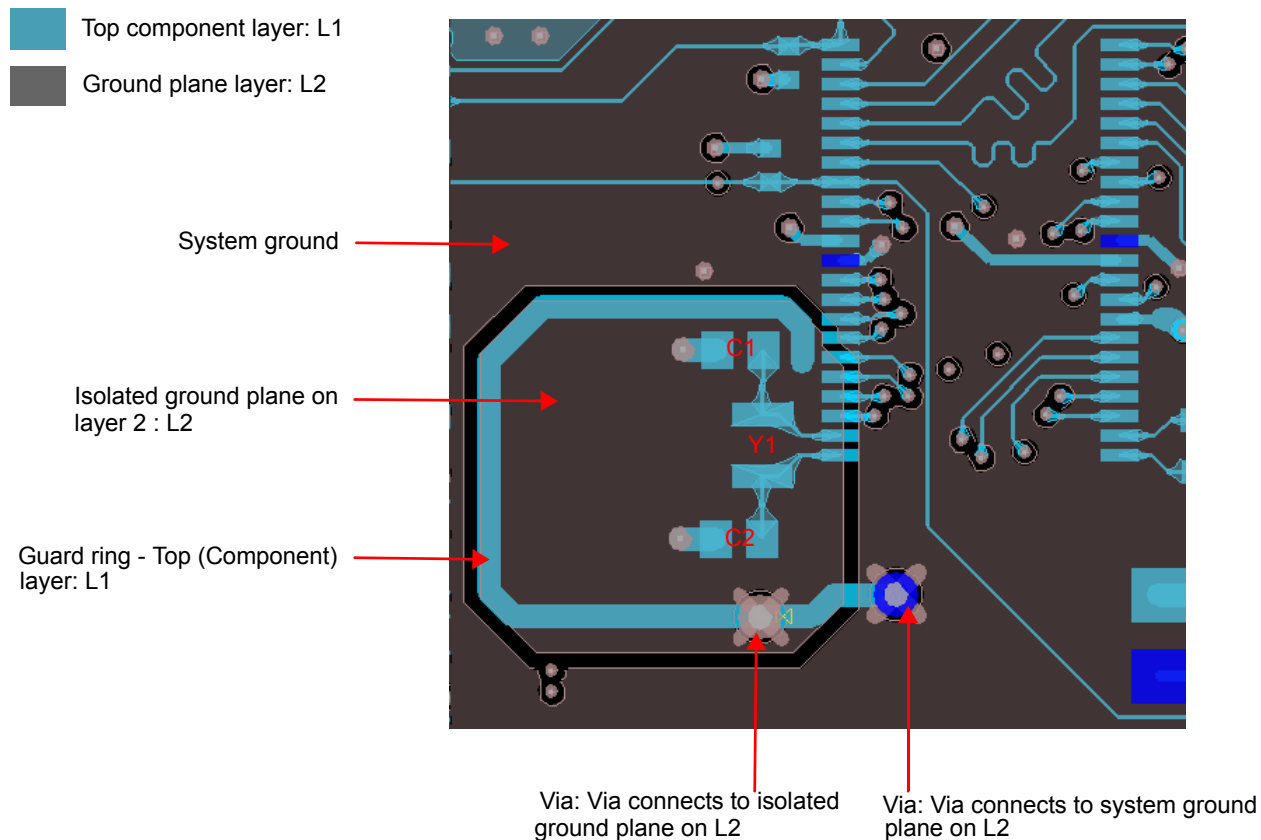 Top component layer: L1
Ground plane layer: L2
System ground
C1
Isolated ground plane on
layer 2 : L2
Y1
C2
Guard ring - Top (Component)
layer: L1
Via: Via connects to isolated
ground plane on L2
Via: Via connects to system ground
plane on L2